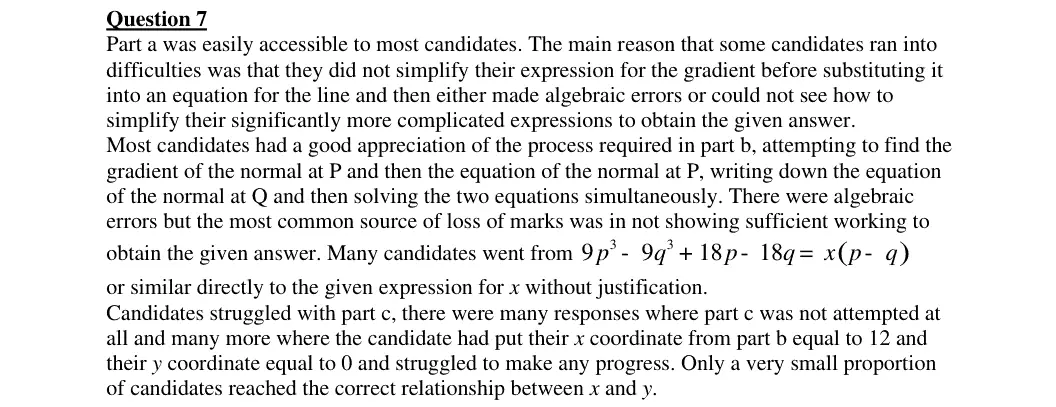 Question 7
Part a was easily accessible to most candidates. The main reason that some candidates ran into
difficulties was that they did not simplify their expression for the gradient before substituting it
into an equation for the line and then either made algebraic errors or could not see how to
simplify their significantly more complicated expressions to obtain the given answer.
Most candidates had a good appreciation of the process required in part b, attempting to find the
gradient of the normal at P and then the equation of the normal at P, writing down the equation
of the normal at Q and then solving the two equations simultaneously. There were algebraic
errors but the most common source of loss of marks was in not showing sufficient working to
obtain the given answer. Many candidates went from 9p³ - 9q³ + 18p - 18q = x(p - q)
or similar directly to the given expression for x without justification.
Candidates struggled with part c, there were many responses where part c was not attempted at
all and many more where the candidate had put their x coordinate from part b equal to 12 and
their y coordinate equal to 0 and struggled to make any progress. Only a very small proportion
of candidates reached the correct relationship between x and y.